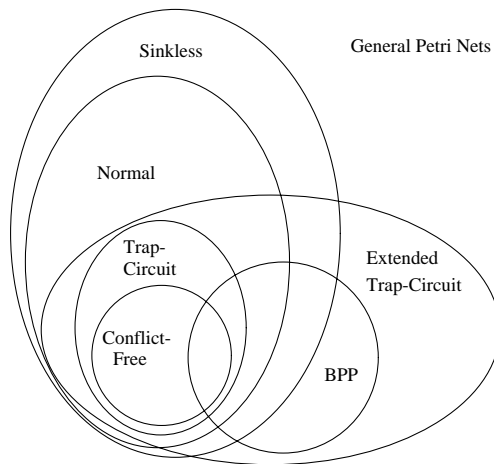 Sinkless
General Petri Nets
Normal
Trap-
Circuit
Extended
Trap-Circuit
Conflict-
Free
BPP